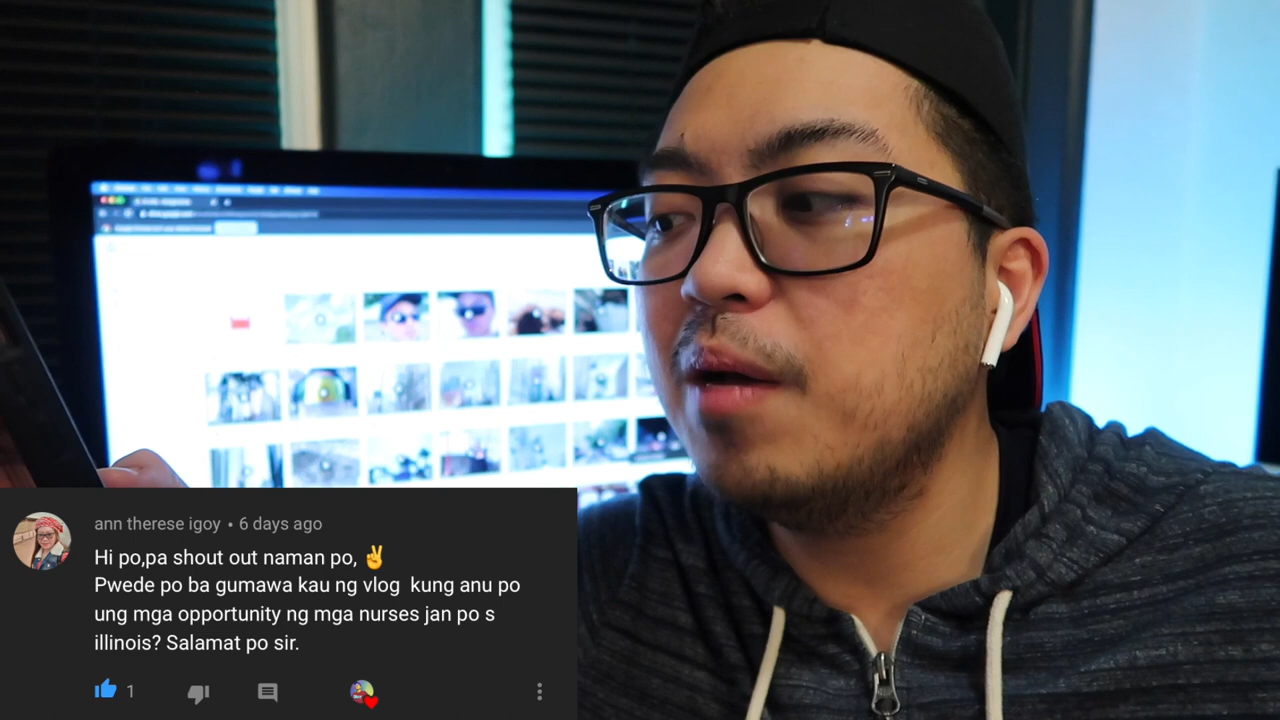 ann therese igoy • 6 days ago
Hi po,pa shout out naman po, ✌
Pwede po ba gumawa kau ng vlog kung anu po
ung mga opportunity ng mga nurses jan po s
illinois? Salamat po sir.
1